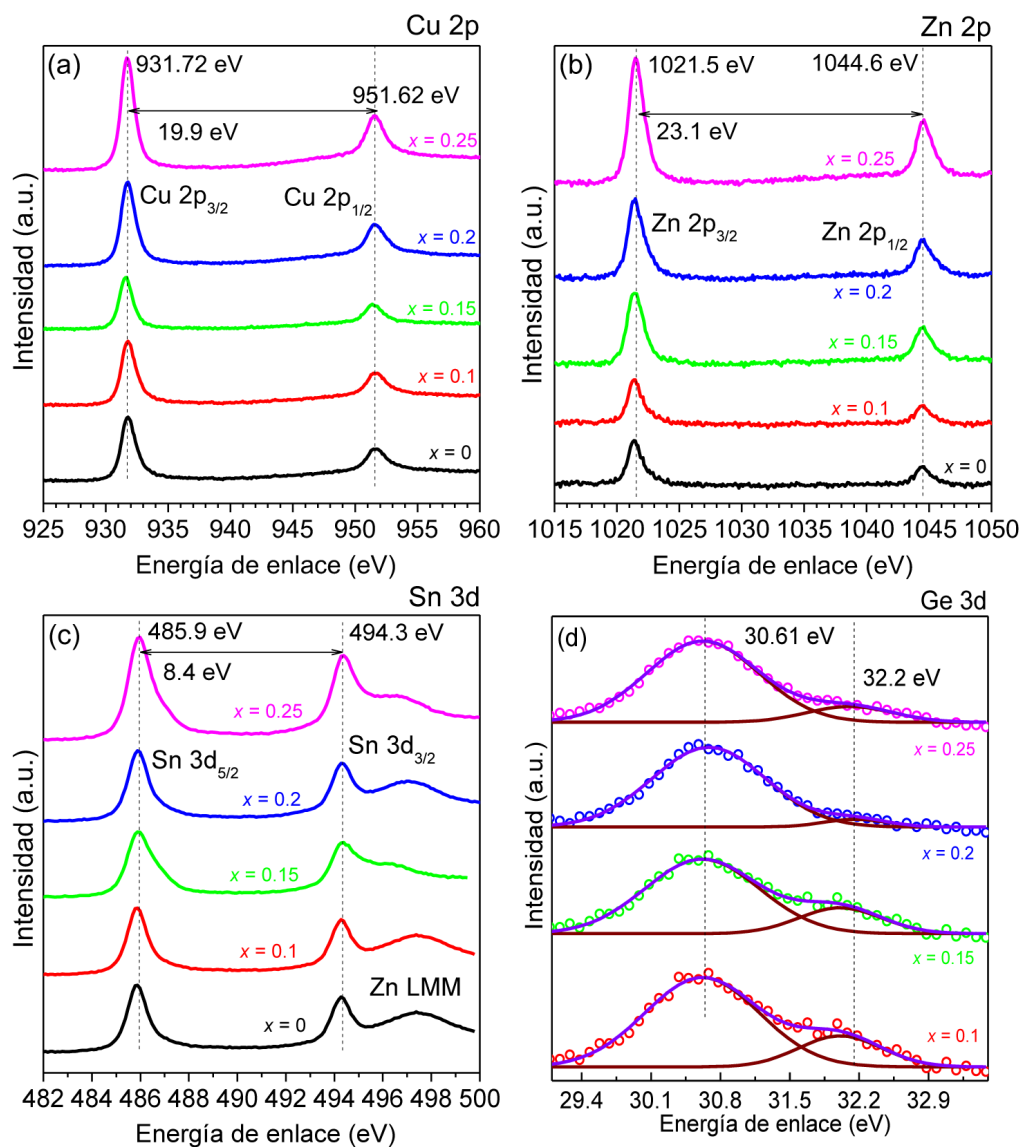 Cu 2p
(a)
931.72 eV
951.62 eV
19.9 eV
x = 0.25
Cu 2p3/2
Cu 2p1/2
x = 0.2
x = 0.15
x = 0.1
x = 0
Intensidad (a.u.)
925 930 935 940 945 950 955 960
Energía de enlace (eV)
Zn 2p
(b)
1021.5 eV
1044.6 eV
23.1 eV
x = 0.25
Zn 2p3/2
Zn 2p1/2
x = 0.2
x = 0.15
x = 0.1
x = 0
Intensidad (a.u.)
1015 1020 1025 1030 1035 1040 1045 1050
Energía de enlace (eV)
Sn 3d
(c)
485.9 eV
494.3 eV
8.4 eV
x = 0.25
Sn 3d5/2
Sn 3d3/2
x = 0.2
x = 0.15
x = 0.1
Zn LMM
x = 0
Intensidad (a.u.)
482 484 486 488 490 492 494 496 498 500
Energía de enlace (eV)
Ge 3d
(d)
30.61 eV
32.2 eV
x = 0.25
x = 0.2
x = 0.15
x = 0.1
Intensidad (a.u.)
29.4 30.1 30.8 31.5 32.2 32.9
Energía de enlace (eV)